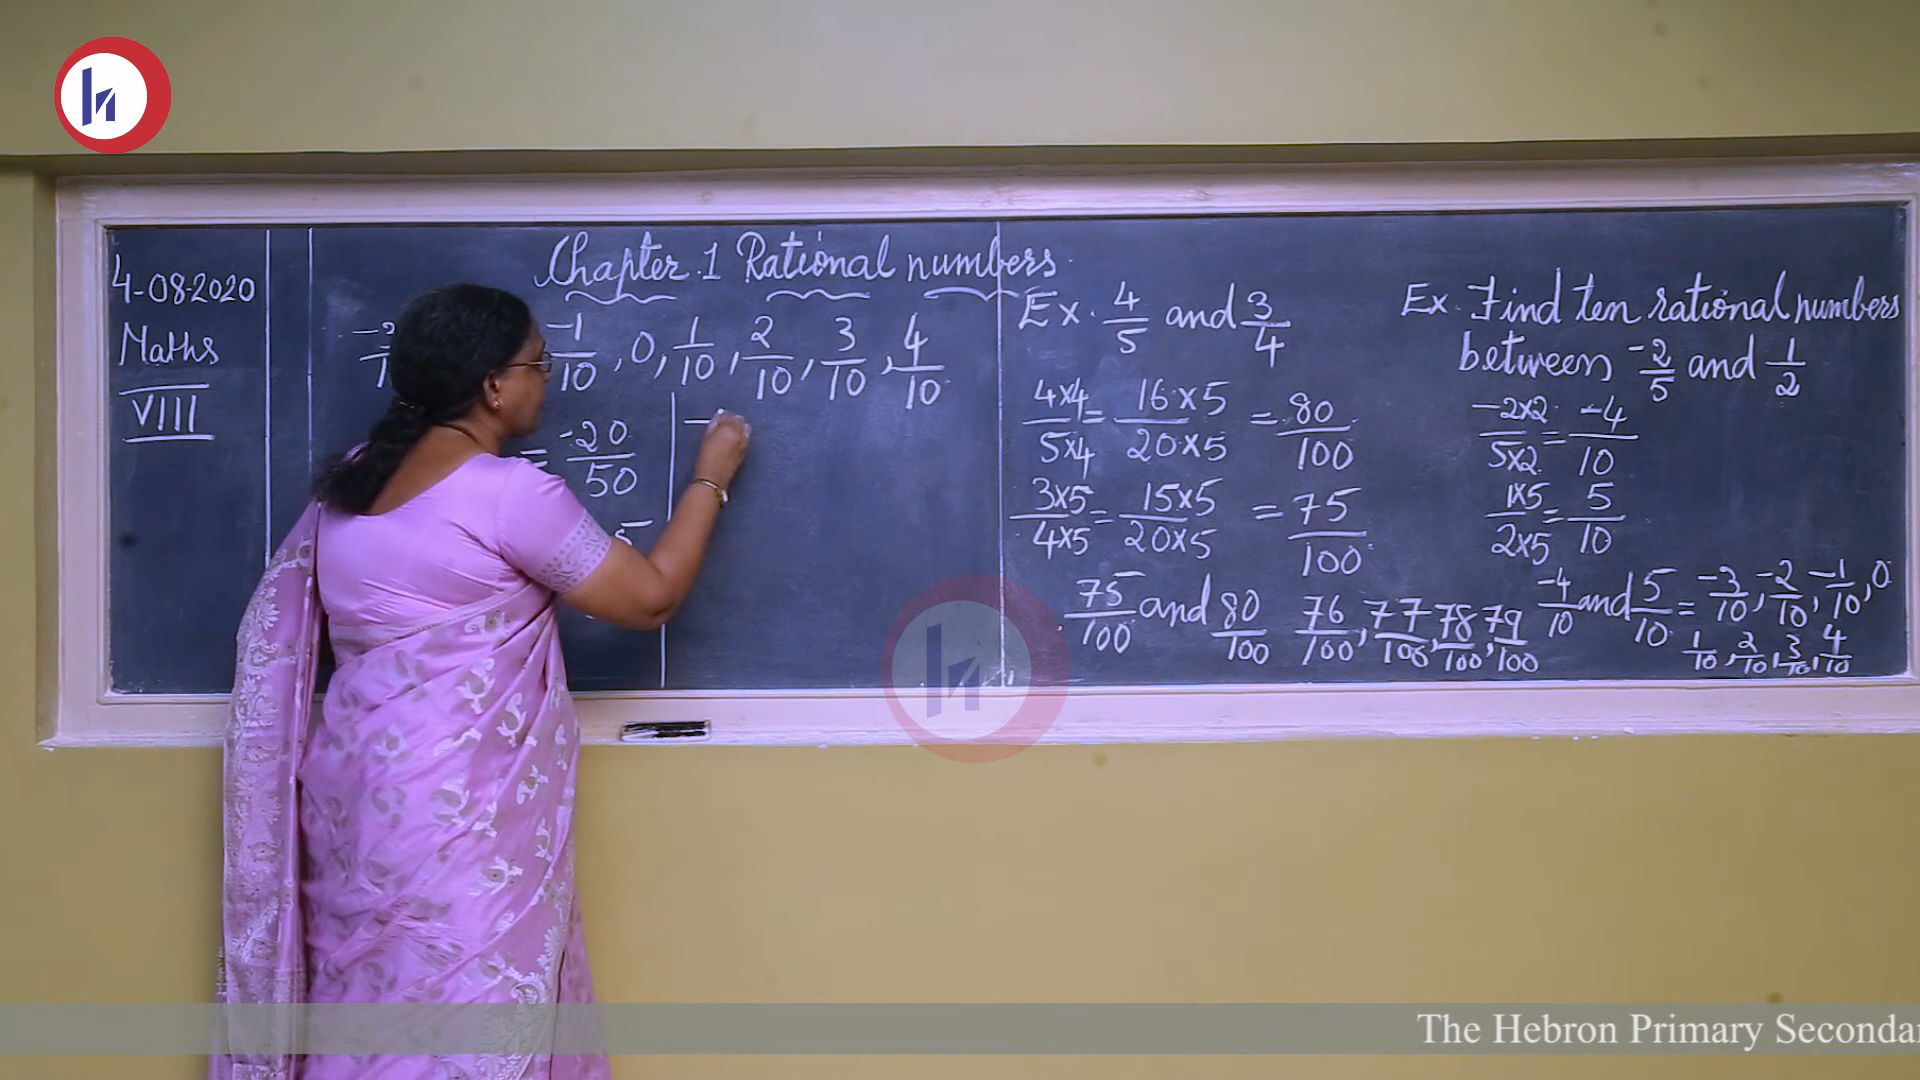 4-08-2020
Maths
VIII
Chapter.1 Rational numbers
-1/10, 0, 1/10, 2/10, 3/10, 4/10
= -20/50
Ex. 4/5 and 3/4
4x4/5x4 = 16x5/20x5 = 80/100
3x5/4x5 = 15x5/20x5 = 75/100
75/100 and 80/100 76/100, 77/100, 78/100, 79/100
Ex. Find ten rational numbers
between -2/5 and 1/2
-2x2/5x2 = -4/10
1x5/2x5 = 5/10
-4/10 and 5/10 = -3/10, -2/10, -1/10, 0
1/10, 2/10, 3/10, 4/10
The Hebron Primary